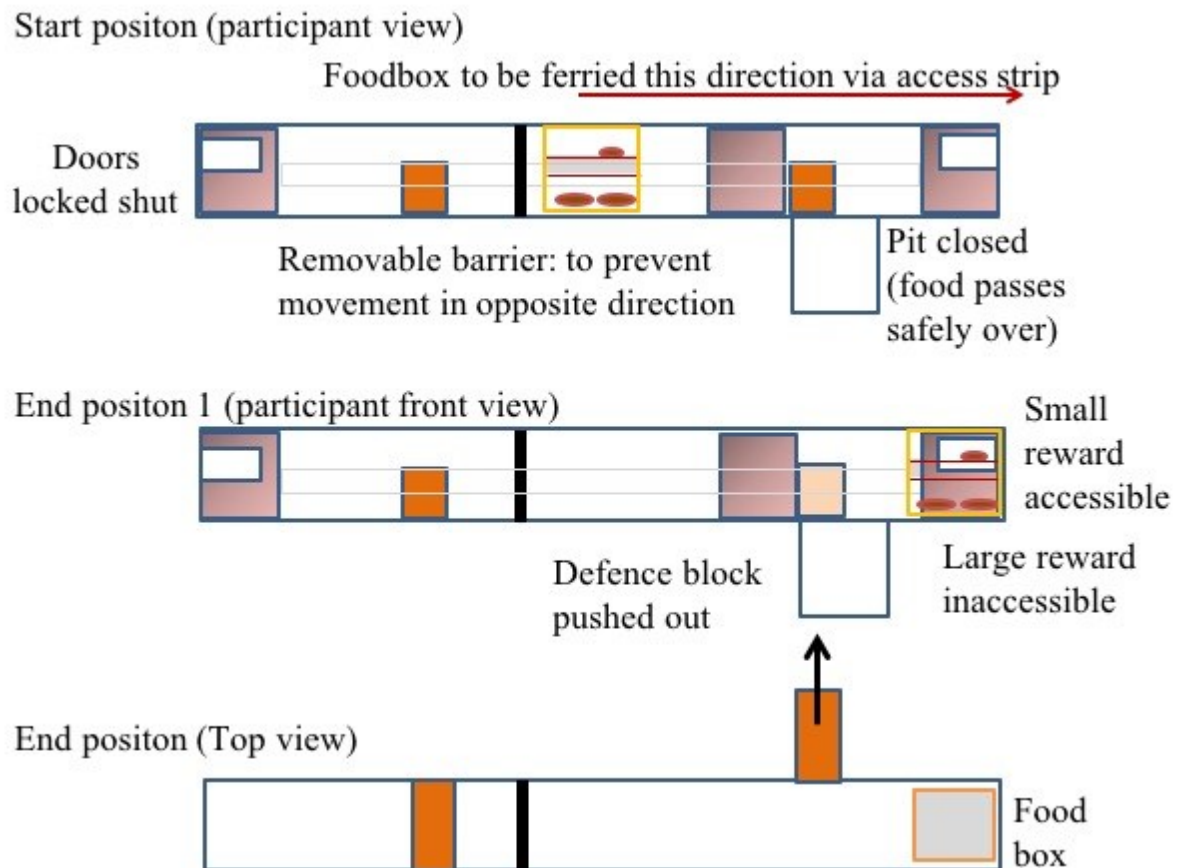 Start positon (participant view)
Foodbox to be ferried this direction via access strip
Doors
locked shut
Removable barrier: to prevent
movement in opposite direction
Pit closed
(food passes
safely over)
End positon 1 (participant front view)
Small
reward
accessible
Defence block
pushed out
Large reward
inaccessible
End positon (Top view)
Food
box